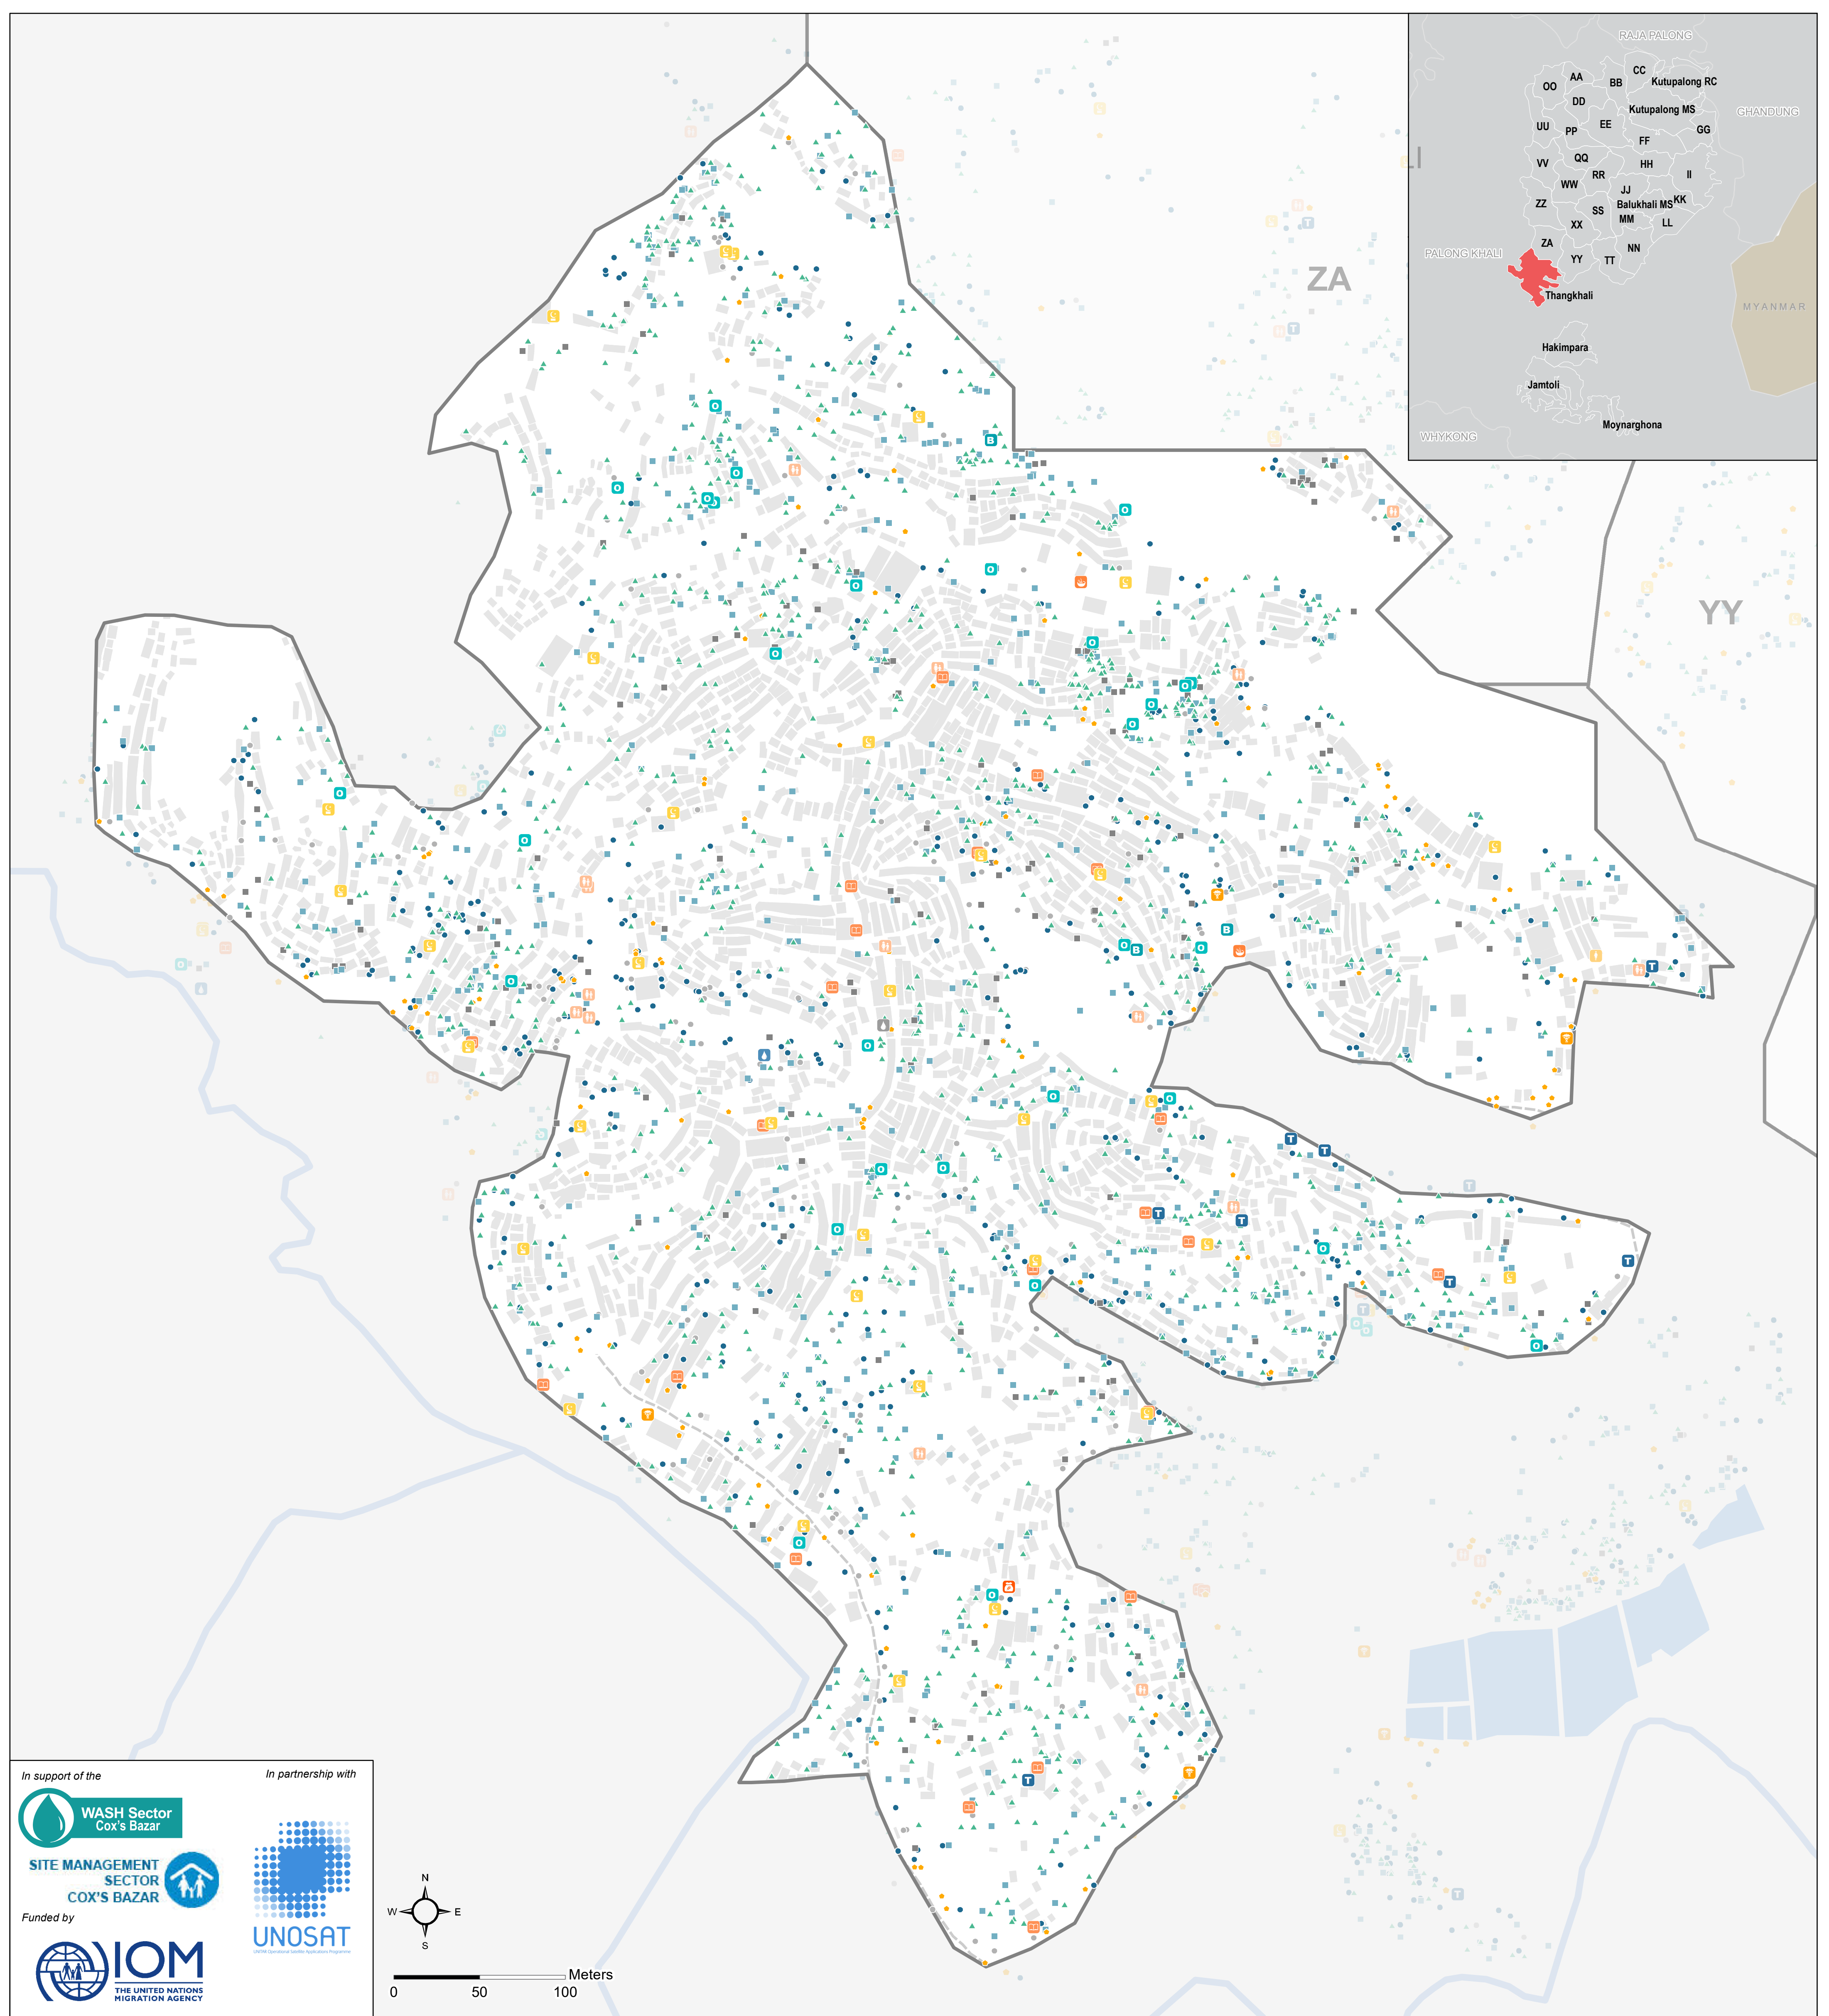 RAJA PALONG
CC
AA
BB
Kutupalong RC
OO
DD
Kutupalong MS
GHANDUNG
UU
PP
EE
GG
FF
VV
QQ
HH
RR
II
WW
JJ
ZZ
SS
Balukhali MS
KK
MM
LL
XX
ZA
NN
PALONG KHALI
YY
TT
Thangkhali
MYANMAR
Hakimpara
Jamtoli
Moynarghona
WHYKONG
ZA
YY
In support of the
In partnership with
WASH Sector
Cox's Bazar
SITE MANAGEMENT
SECTOR
COX'S BAZAR
UNOSAT
Funded by
IOM
THE UNITED NATIONS
MIGRATION AGENCY
N
W
E
S
Meters
0
50
100